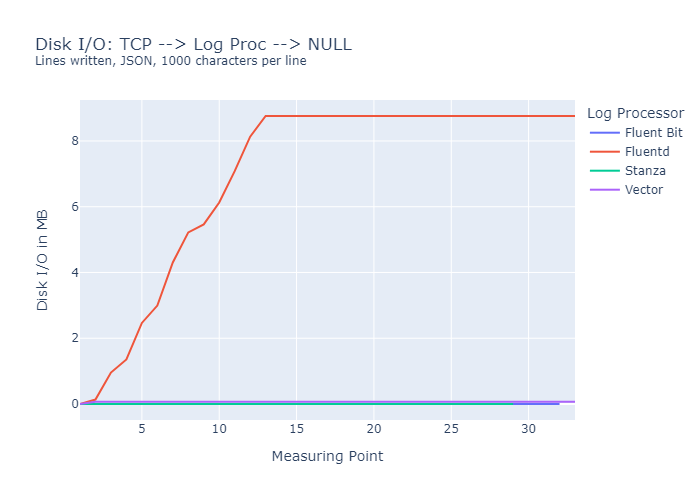 Disk I/O: TCP --> Log Proc --> NULL
Lines written, JSON, 1000 characters per line
Log Processor
Fluent Bit
Fluentd
Stanza
Vector
Disk I/O in MB
8
6
4
2
0
5 10 15 20 25 30
Measuring Point